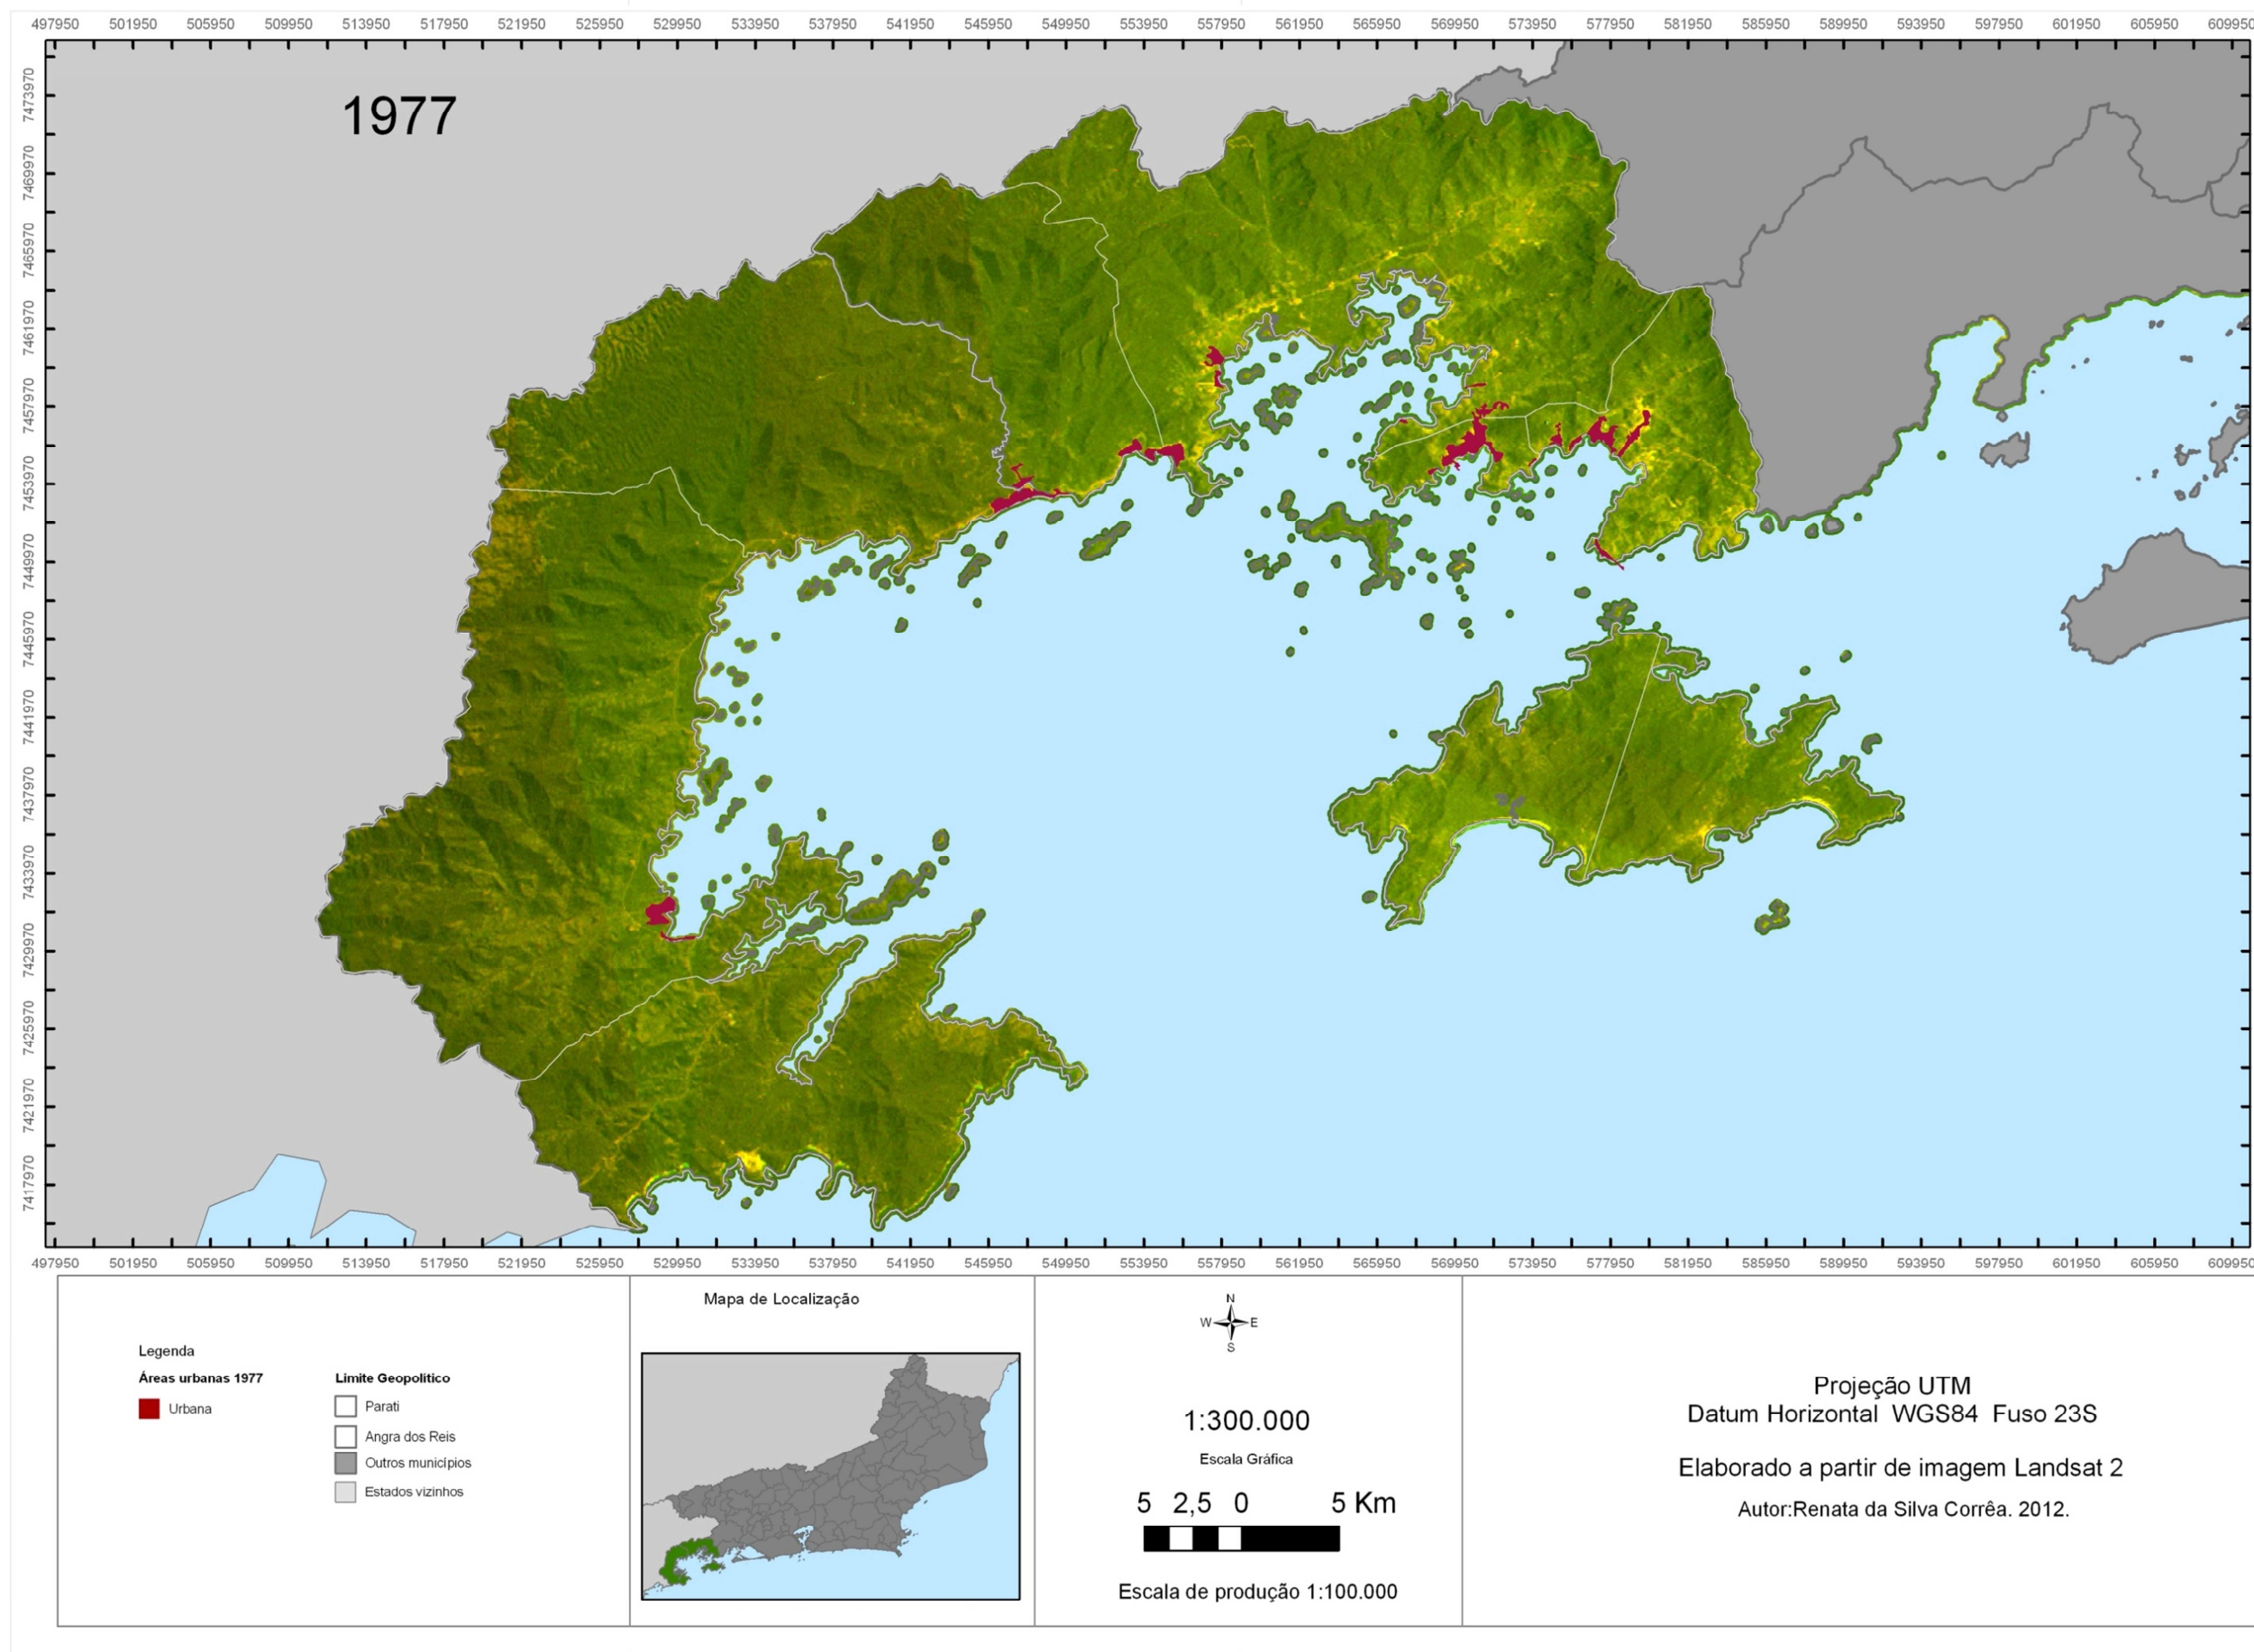 497950 501950 505950 509950 513950 517950 521950 525950 529950 533950 537950 541950 545950 549950 553950 557950 561950 565950 569950 573950 577950 581950 585950 589950 593950 597950 601950 605950 609950
1977
7473970
7469970
7465970
7461970
7457970
7453970
7449970
7445970
7441970
7437970
7433970
7429970
7425970
7421970
7417970
497950 501950 505950 509950 513950 517950 521950 525950 529950 533950 537950 541950 545950 549950 553950 557950 561950 565950 569950 573950 577950 581950 585950 589950 593950 597950 601950 605950 609950
Legenda
Áreas urbanas 1977
Urbana
Limite Geopolitico
Parati
Angra dos Reis
Outros municípios
Estados vizinhos
Mapa de Localização
N
W E
S
1:300.000
Escala Gráfica
5 2,5 0 5 Km
Escala de produção 1:100.000
Projeção UTM
Datum Horizontal WGS84 Fuso 23S
Elaborado a partir de imagem Landsat 2
Autor:Renata da Silva Corrêa. 2012.